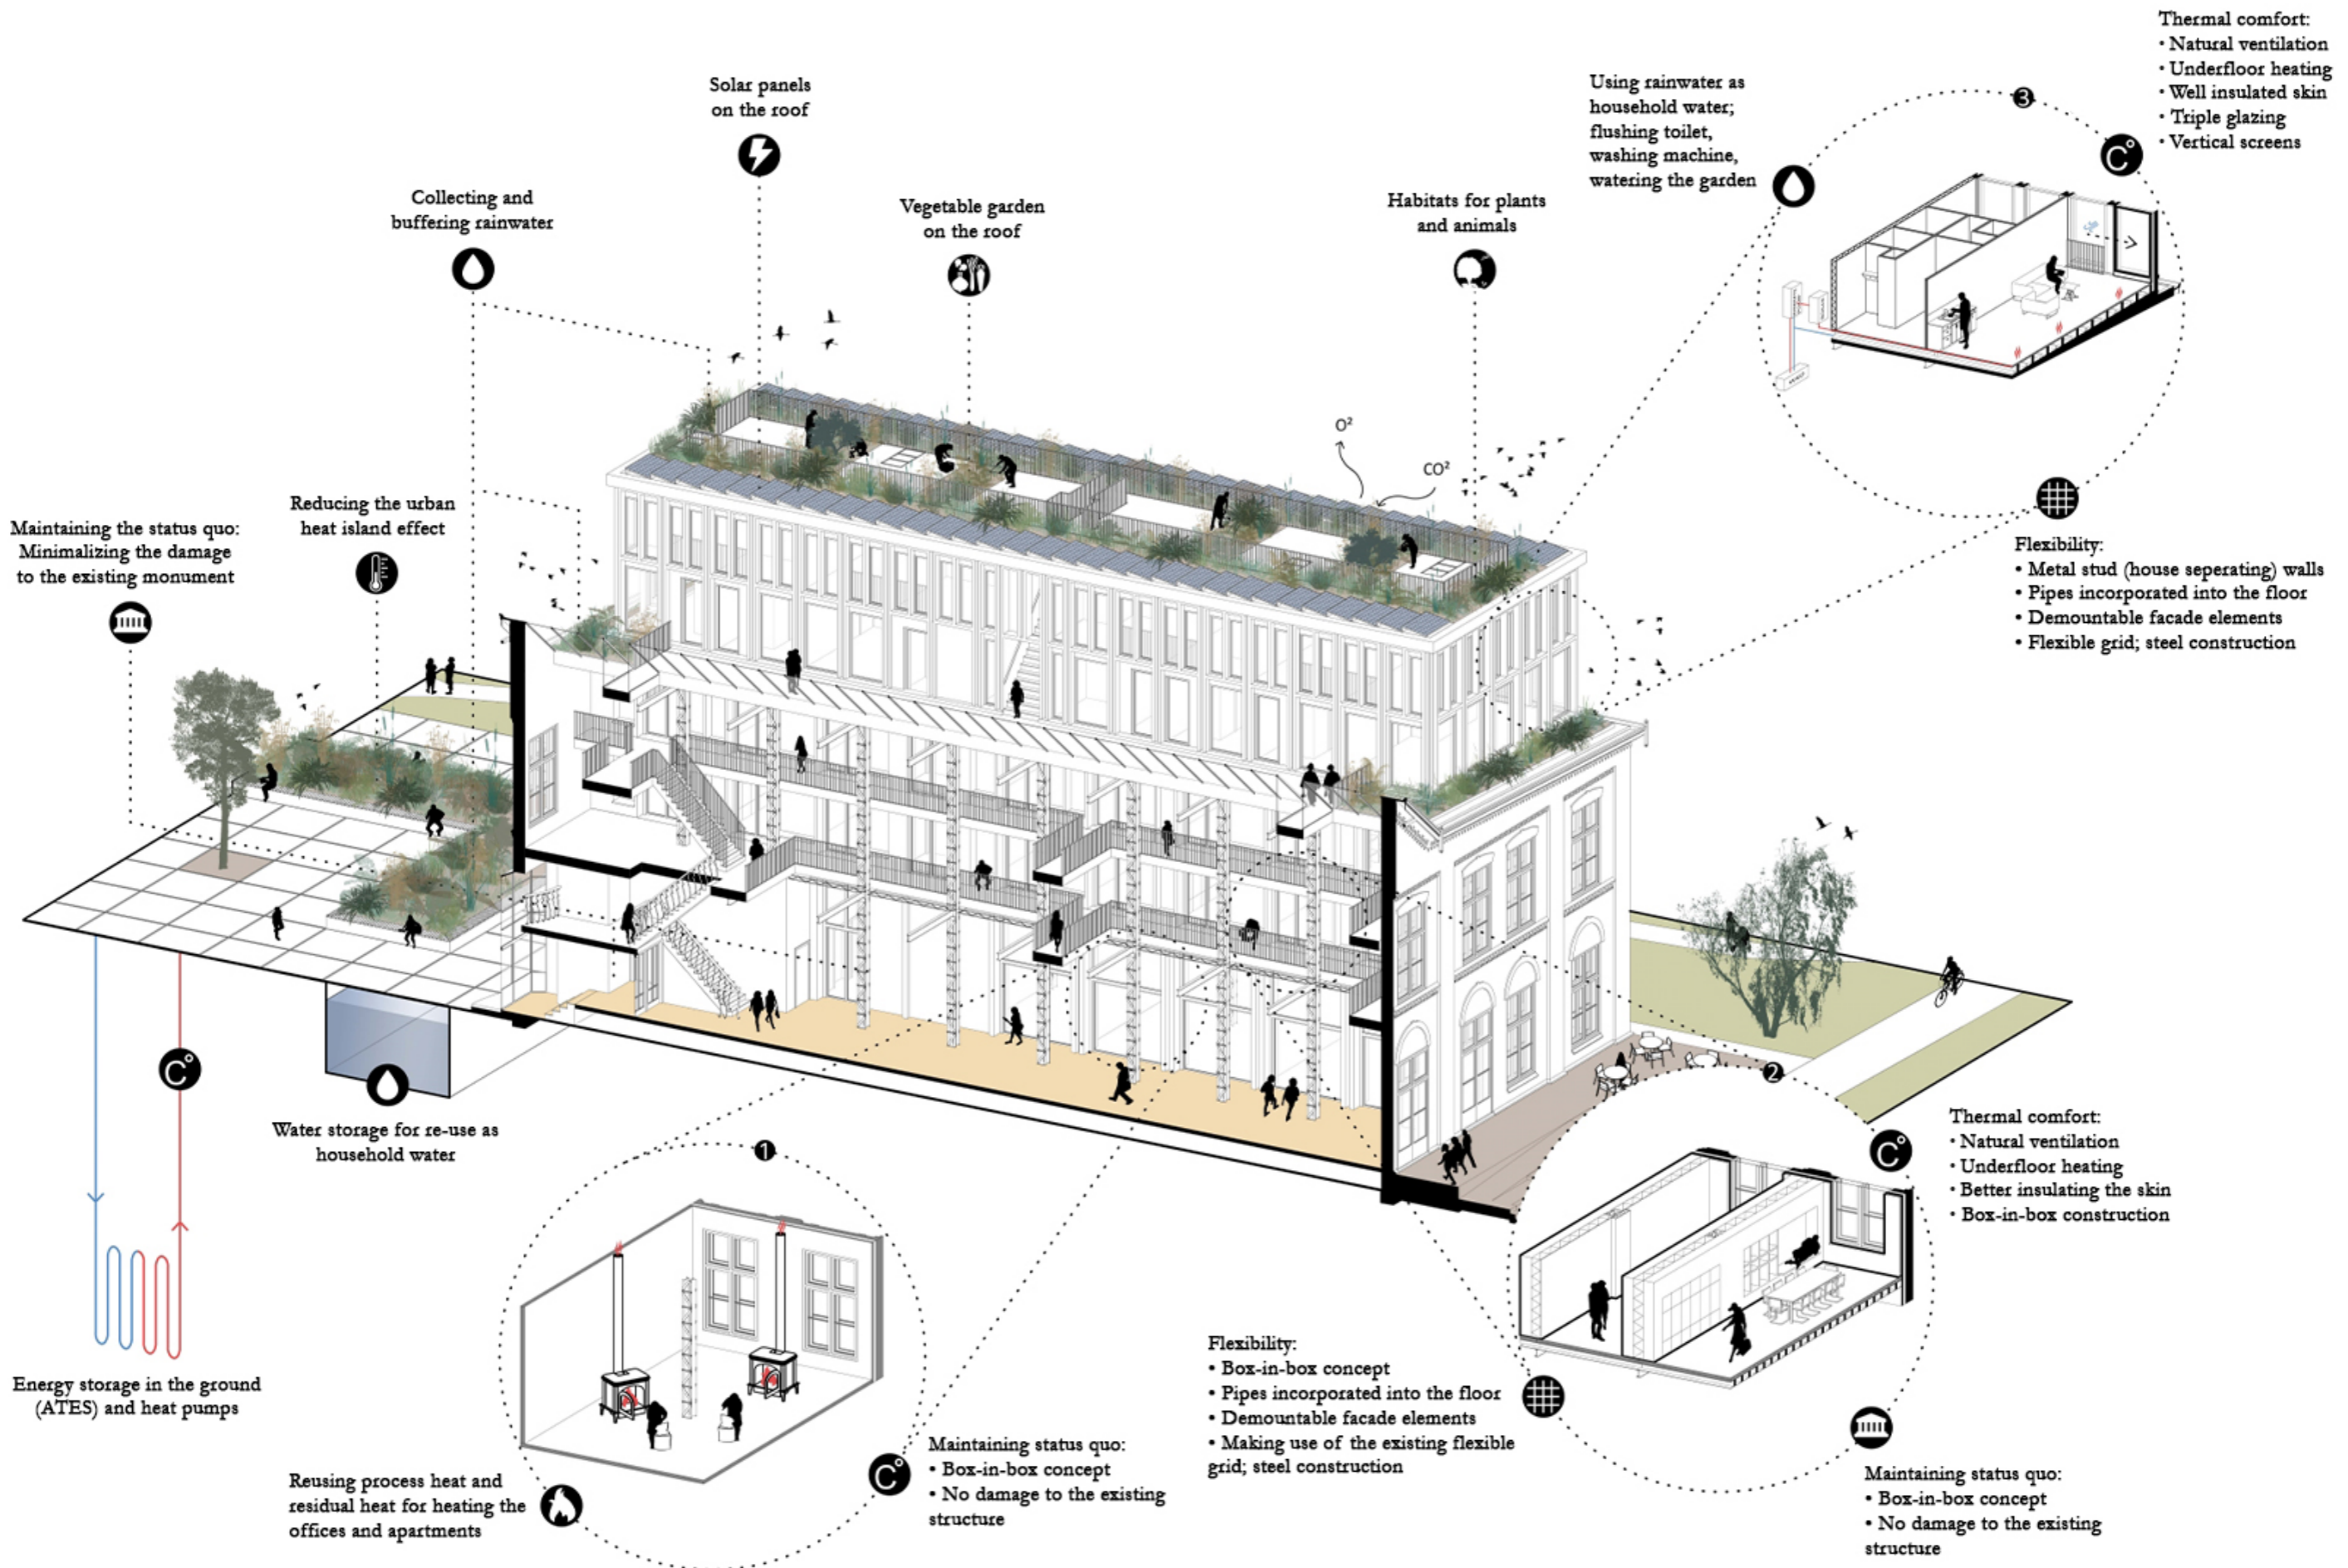 Thermal comfort:
• Natural ventilation
• Underfloor heating
• Well insulated skin
• Triple glazing
• Vertical screens
Solar panels
on the roof
Using rainwater as
household water;
flushing toilet,
washing machine,
watering the garden
3
C°
Collecting and
buffering rainwater
Vegetable garden
on the roof
Habitats for plants
and animals
O²
CO²
Maintaining the status quo:
Minimalizing the damage
to the existing monument
Reducing the urban
heat island effect
Flexibility:
• Metal stud (house seperating) walls
• Pipes incorporated into the floor
• Demountable facade elements
• Flexible grid; steel construction
C°
Water storage for re-use as
household water
1
2
Thermal comfort:
• Natural ventilation
• Underfloor heating
• Better insulating the skin
• Box-in-box construction
C°
Energy storage in the ground
(ATES) and heat pumps
Reusing process heat and
residual heat for heating the
offices and apartments
C°
Maintaining status quo:
• Box-in-box concept
• No damage to the existing
structure
Flexibility:
• Box-in-box concept
• Pipes incorporated into the floor
• Demountable facade elements
• Making use of the existing flexible
grid; steel construction
Maintaining status quo:
• Box-in-box concept
• No damage to the existing
structure